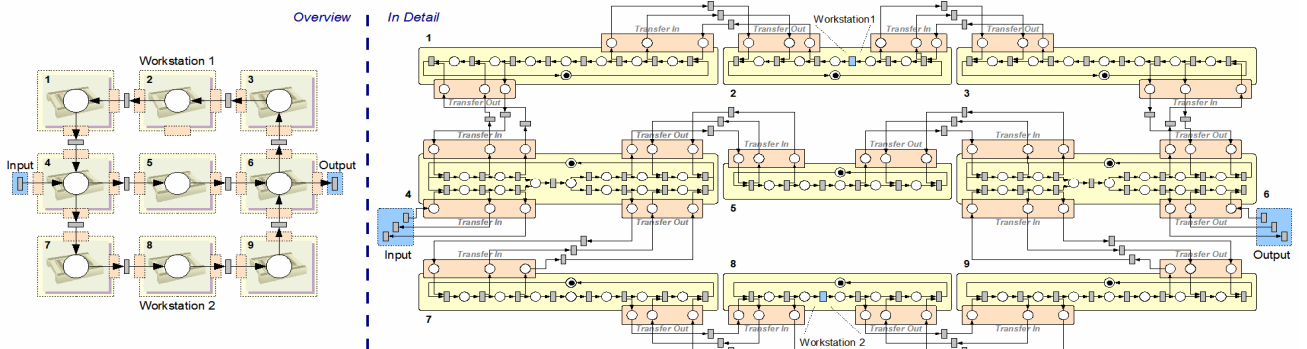 Overview
In Detail
Workstation 1
1
2
3
Input
4
5
6
Output
7
8
9
Workstation 2
Workstation1
Transfer In
Transfer Out
Transfer In
Transfer Out
1
2
3
Transfer Out
Transfer In
Transfer In
Transfer Out
Transfer In
Transfer Out
Transfer In
Transfer Out
4
5
6
Transfer In
Transfer Out
Transfer In
Transfer Out
Input
Output
Transfer In
8
9
Transfer Out
7
Transfer Out
Transfer In
Transfer Out
Transfer In
Workstation 2